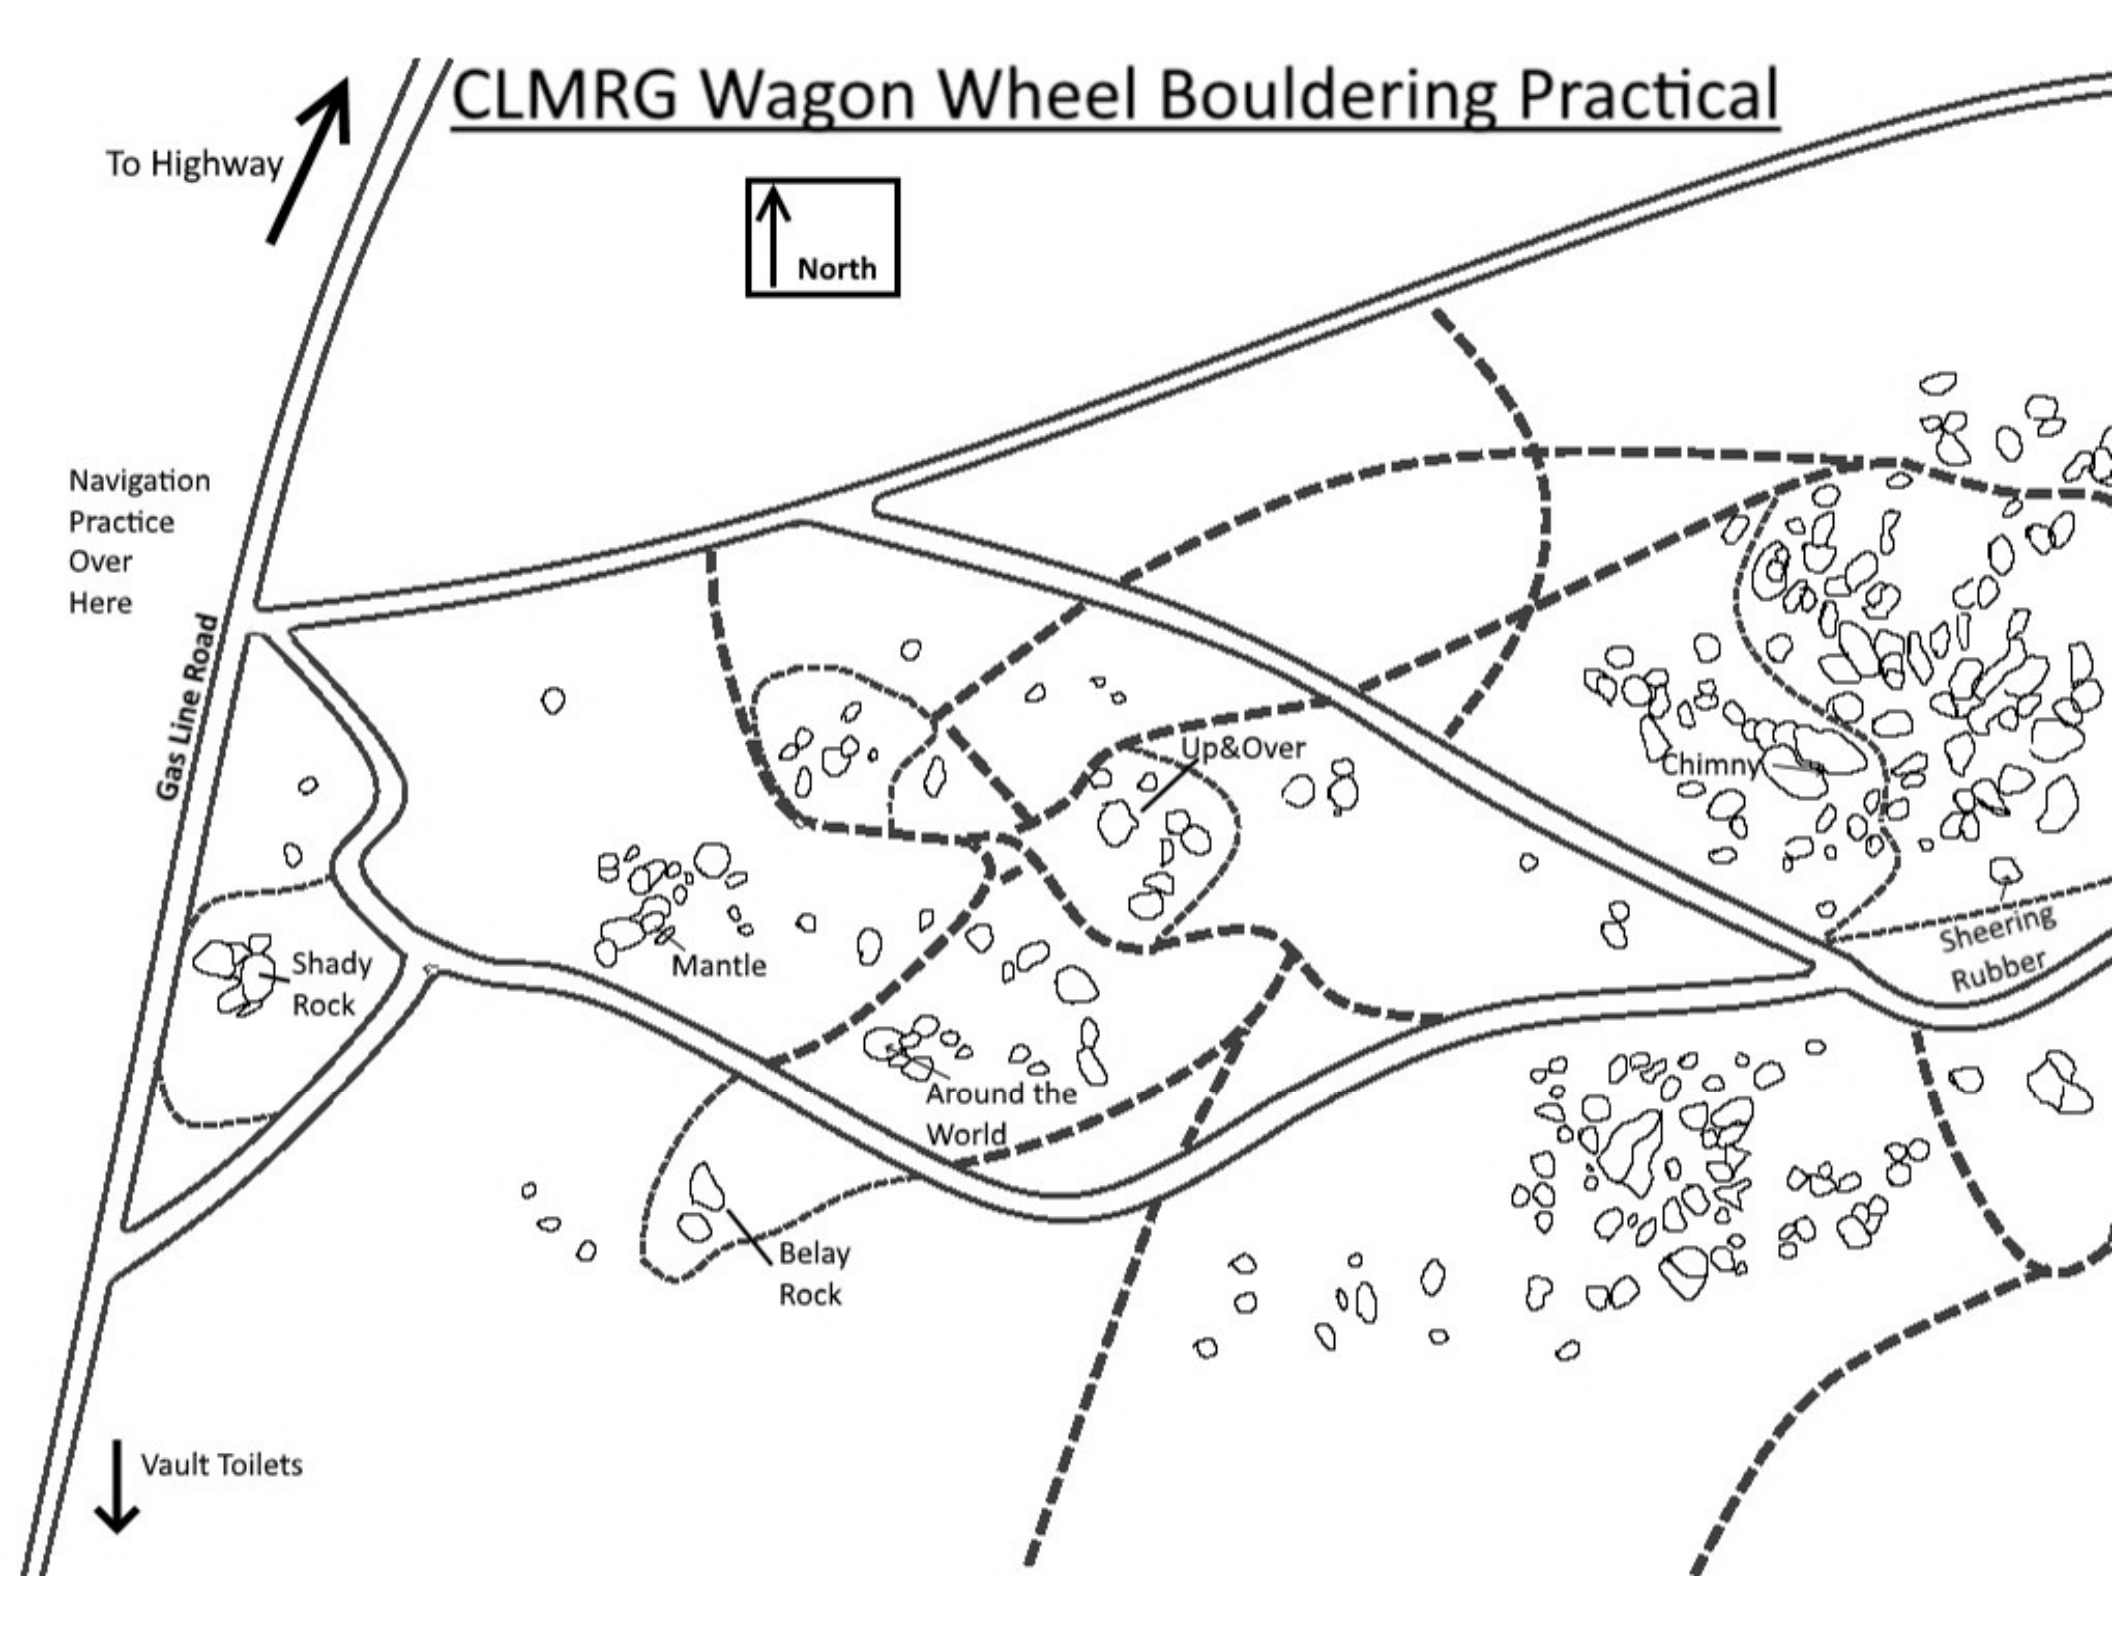 CLMRG Wagon Wheel Bouldering Practical
To Highway
North
Navigation
Practice
Over
Here
Gas Line Road
Up&Over
Chimny
Mantle
Shady
Rock
Sheering
Rubber
Around the
World
Belay
Rock
Vault Toilets